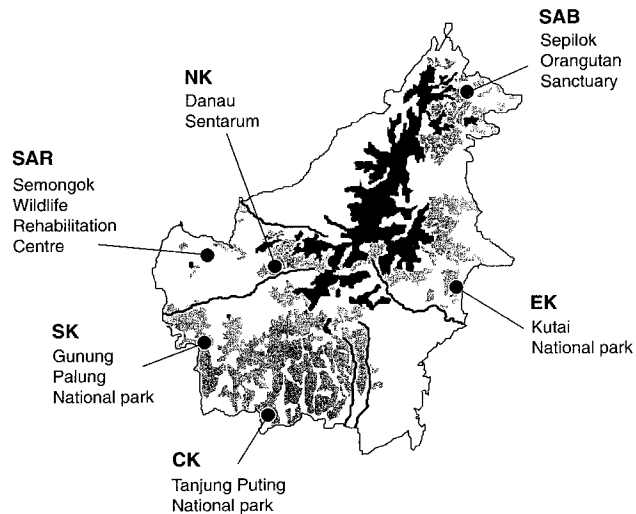 SAB
Sepilok
Orangutan
Sanctuary
NK
Danau
Sentarum
SAR
Semongok
Wildlife
Rehabilitation
Centre
EK
Kutai
National park
SK
Gunung
Palung
National park
CK
Tanjung Puting
National park